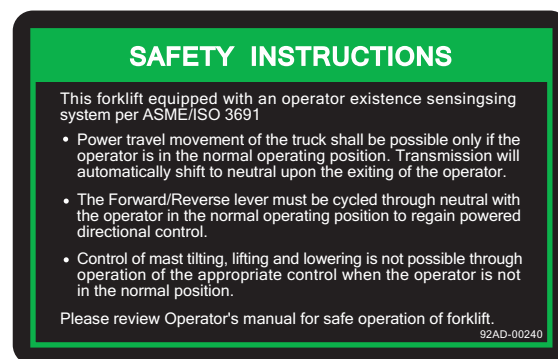 SAFETY INSTRUCTIONS
This forklift equipped with an operator existence sensingsing
system per ASME/ISO 3691
• Power travel movement of the truck shall be possible only if the
operator is in the normal operating position. Transmission will
automatically shift to neutral upon the exiting of the operator.
• The Forward/Reverse lever must be cycled through neutral with
the operator in the normal operating position to regain powered
directional control.
• Control of mast tilting, lifting and lowering is not possible through
operation of the appropriate control when the operator is not
in the normal position.
Please review Operator's manual for safe operation of forklift.
92AD-00240